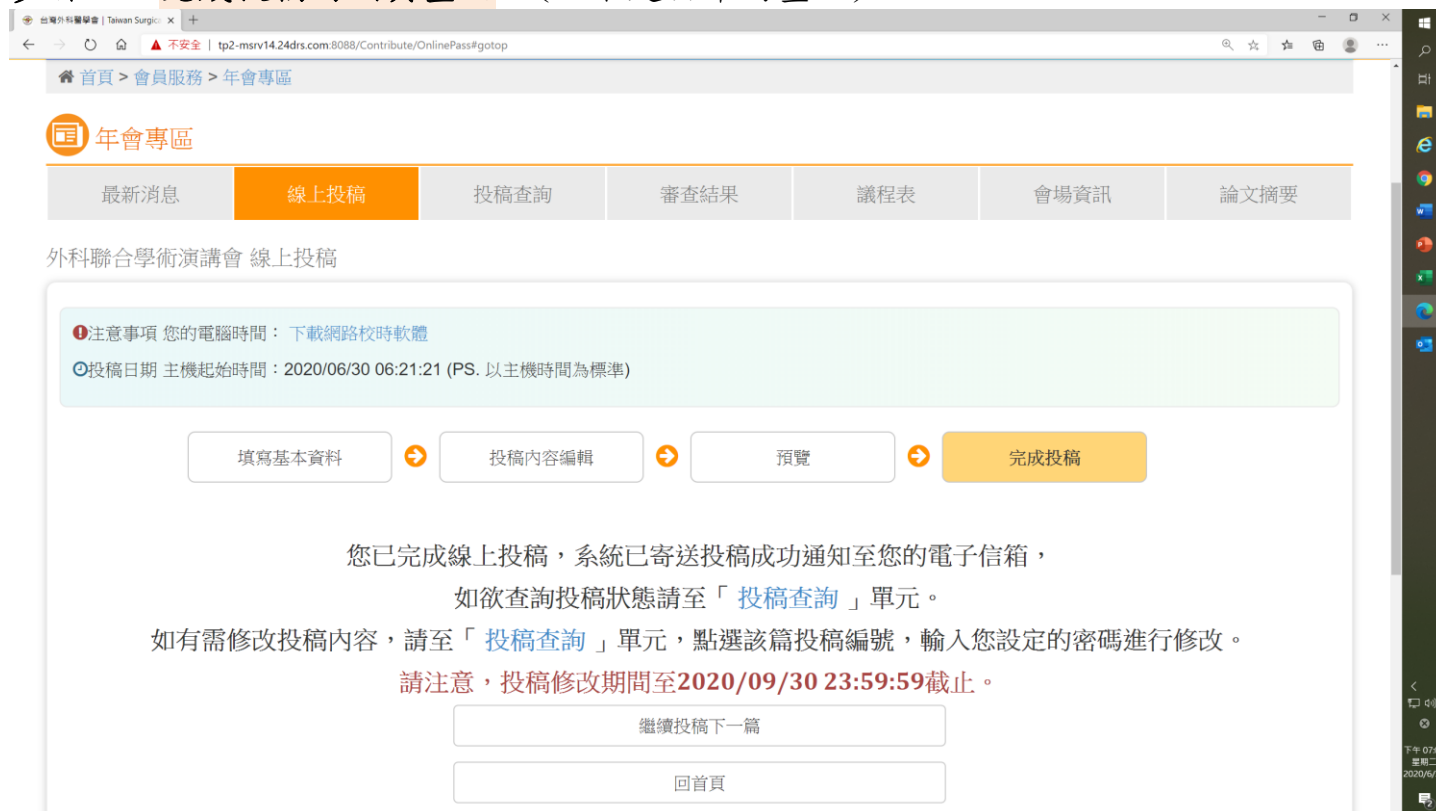 台灣外科醫學會 | Taiwan Surgic
不安全 | tp2-msrv14.24drs.com:8088/Contribute/OnlinePass#gotop
首頁 > 會員服務 > 年會專區
年會專區
最新消息 線上投稿 投稿查詢 審查結果 議程表 會場資訊 論文摘要
外科聯合學術演講會 線上投稿
注意事項 您的電腦時間： 下載網路校時軟體
投稿日期 主機起始時間：2020/06/30 06:21:21 (PS. 以主機時間為標準)
填寫基本資料 投稿內容編輯 預覽 完成投稿
您已完成線上投稿，系統已寄送投稿成功通知至您的電子信箱，
如欲查詢投稿狀態請至「 投稿查詢 」單元。
如有需修改投稿內容，請至「 投稿查詢 」單元，點選該篇投稿編號，輸入您設定的密碼進行修改。
請注意，投稿修改期間至2020/09/30 23:59:59截止。
繼續投稿下一篇
回首頁
下午 07:
星期二
2020/6/